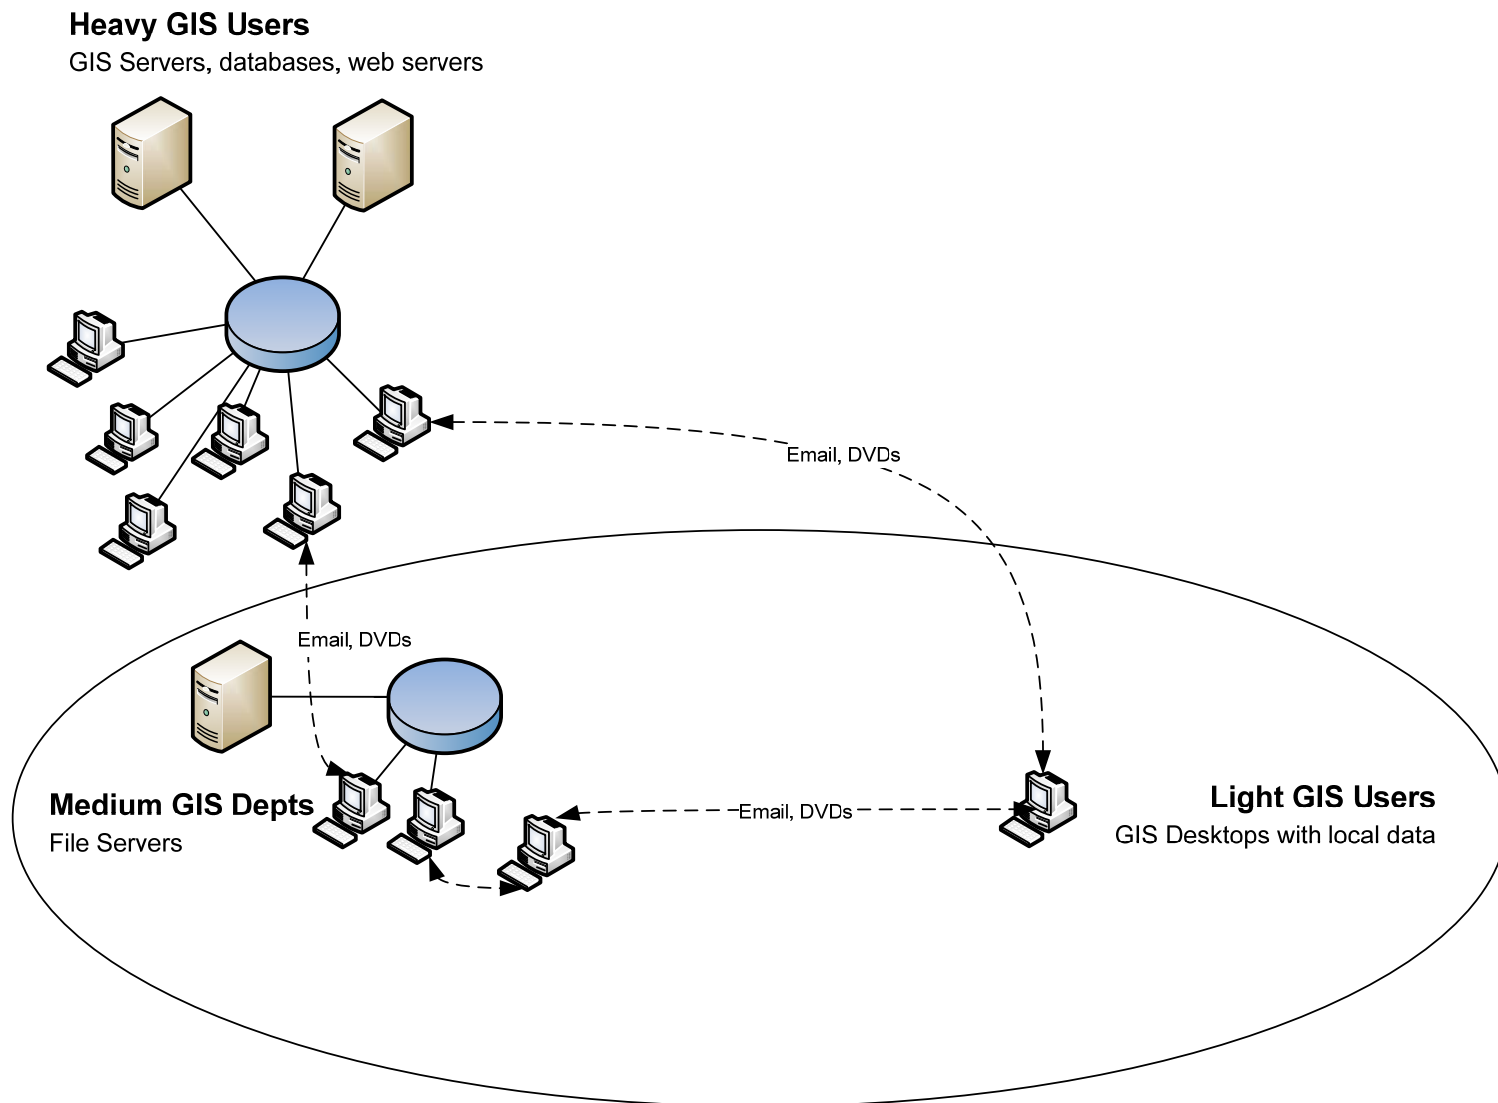 Heavy GIS Users
GIS Servers, databases, web servers
Email, DVDs
Email, DVDs
Medium GIS Depts
File Servers
Email, DVDs
Light GIS Users
GIS Desktops with local data